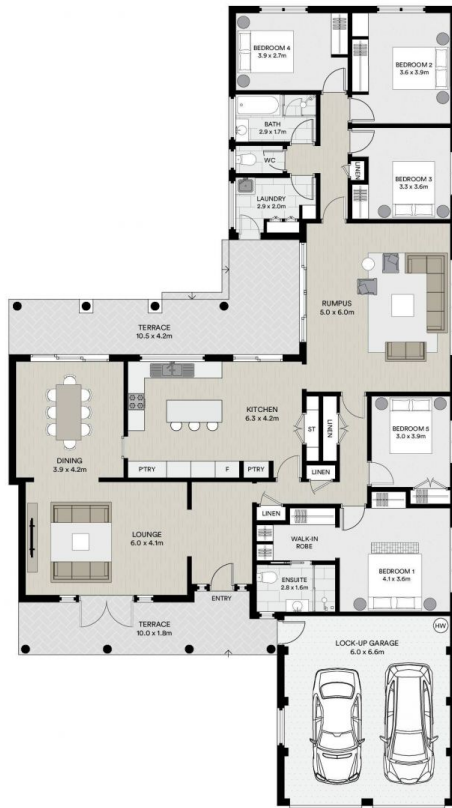 BEDROOM 4
3.9 x 2.7m
BEDROOM 2
3.6 x 3.9m
BATH
2.9 x 1.7m
WC
LINEN
BEDROOM 3
3.3 x 3.6m
LAUNDRY
2.9 x 2.0m
RUMPUS
5.0 x 6.0m
TERRACE
10.5 x 4.2m
KITCHEN
6.3 x 4.2m
DINING
3.9 x 4.2m
ST
LINEN
BEDROOM 5
3.0 x 3.9m
P'TRY
F
P'TRY
LINEN
LOUNGE
6.0 x 4.1m
LINEN
WALK-IN
ROBE
BEDROOM 1
4.1 x 3.6m
ENSUITE
2.8 x 1.6m
ENTRY
TERRACE
10.0 x 1.8m
HW
LOCK-UP GARAGE
6.0 x 6.6m